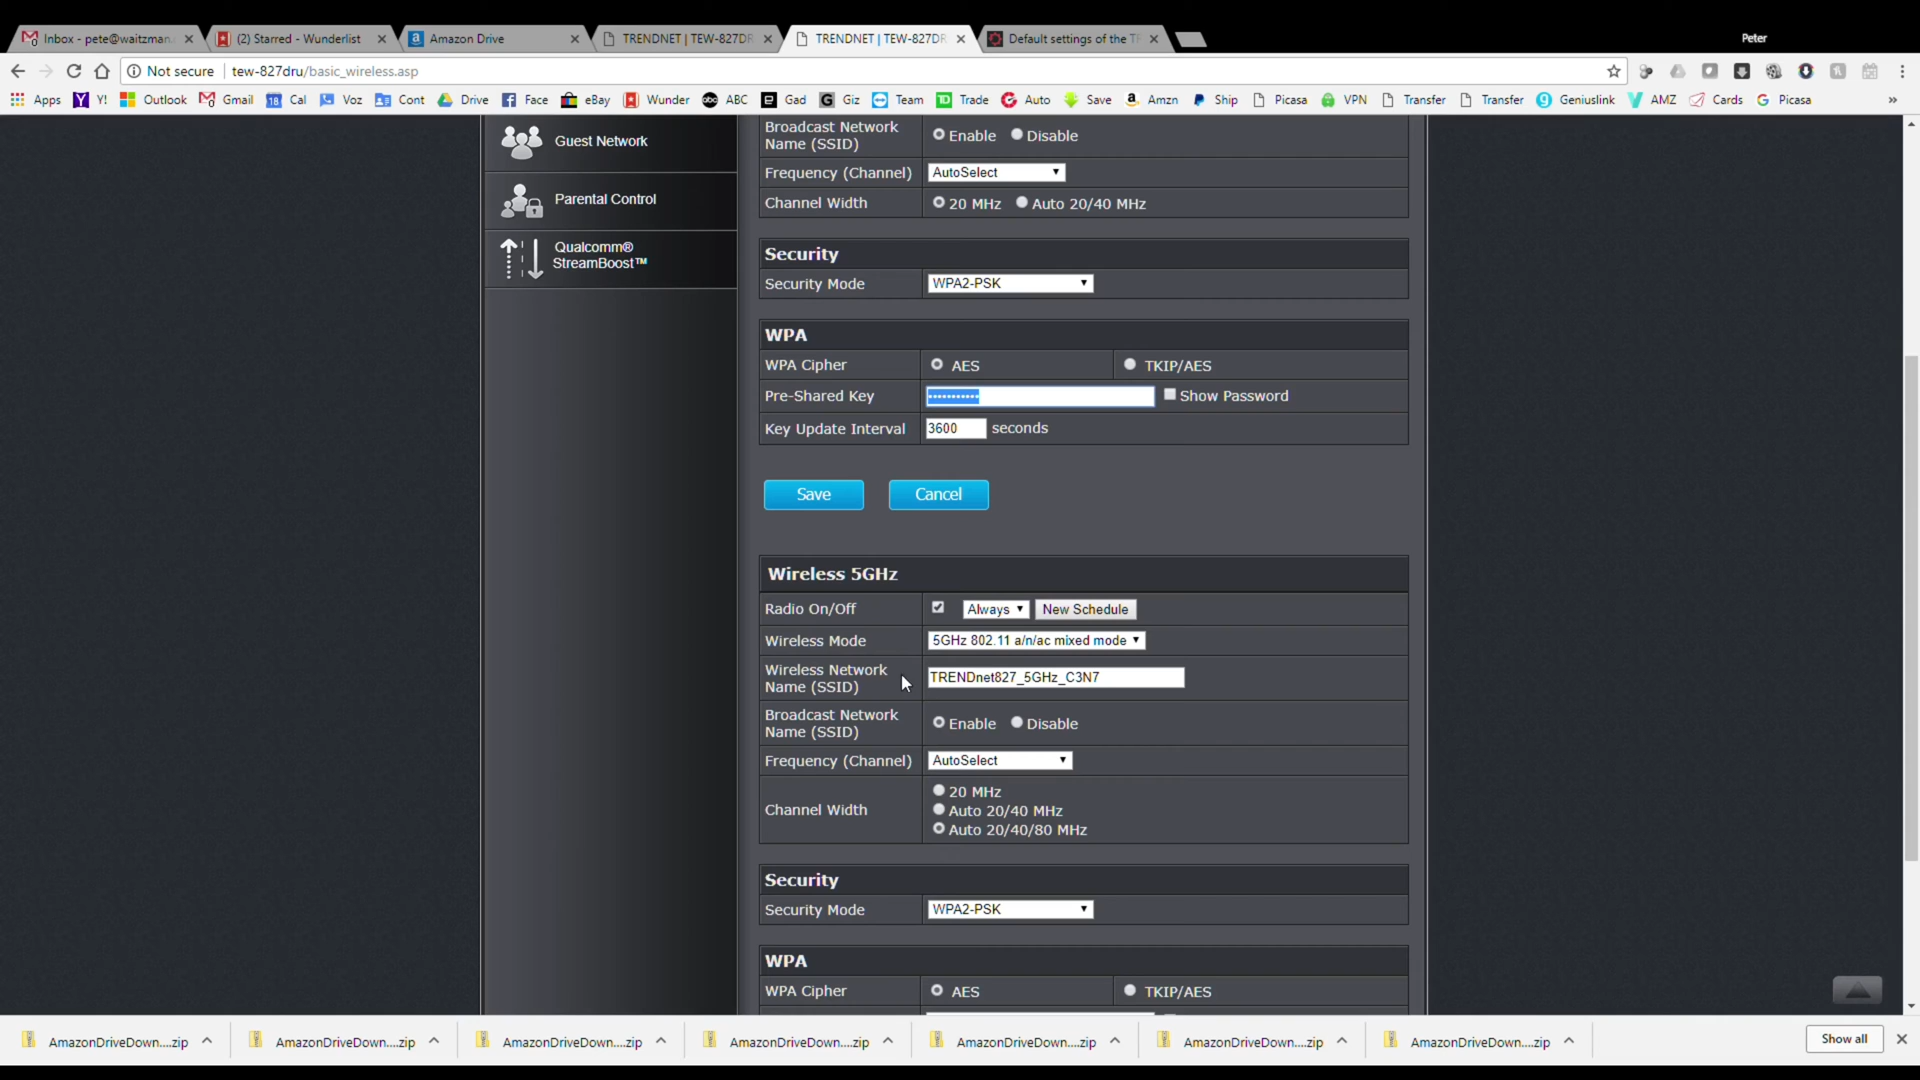 Inbox - pete@waitzman.
(2) Starred - Wunderlist
Amazon Drive
TRENDNET | TEW-827DR
TRENDNET | TEW-827DR
Default settings of the TR
Peter
Not secure
tew-827dru/basic_wireless.asp
Apps
Y!
Outlook
Gmail
Cal
Voz
Cont
Drive
Face
eBay
Wunder
ABC
Gad
Giz
Team
Trade
Auto
Save
Amzn
Ship
Picasa
VPN
Transfer
Transfer
Geniuslink
AMZ
Cards
Picasa
»
Guest Network
Parental Control
Qualcomm®
StreamBoost™
Broadcast Network
Name (SSID)
Enable Disable
Frequency (Channel)
AutoSelect
Channel Width
20 MHz Auto 20/40 MHz
Security
Security Mode
WPA2-PSK
WPA
WPA Cipher
AES
TKIP/AES
Pre-Shared Key
•••••••••••
Show Password
Key Update Interval
3600 seconds
Save
Cancel
Wireless 5GHz
Radio On/Off
Always
New Schedule
Wireless Mode
5GHz 802.11 a/n/ac mixed mode
Wireless Network
Name (SSID)
TRENDnet827_5GHz_C3N7
Broadcast Network
Name (SSID)
Enable Disable
Frequency (Channel)
AutoSelect
Channel Width
20 MHz
Auto 20/40 MHz
Auto 20/40/80 MHz
Security
Security Mode
WPA2-PSK
WPA
WPA Cipher
AES
TKIP/AES
AmazonDriveDown....zip
AmazonDriveDown....zip
AmazonDriveDown....zip
AmazonDriveDown....zip
AmazonDriveDown....zip
AmazonDriveDown....zip
AmazonDriveDown....zip
Show all